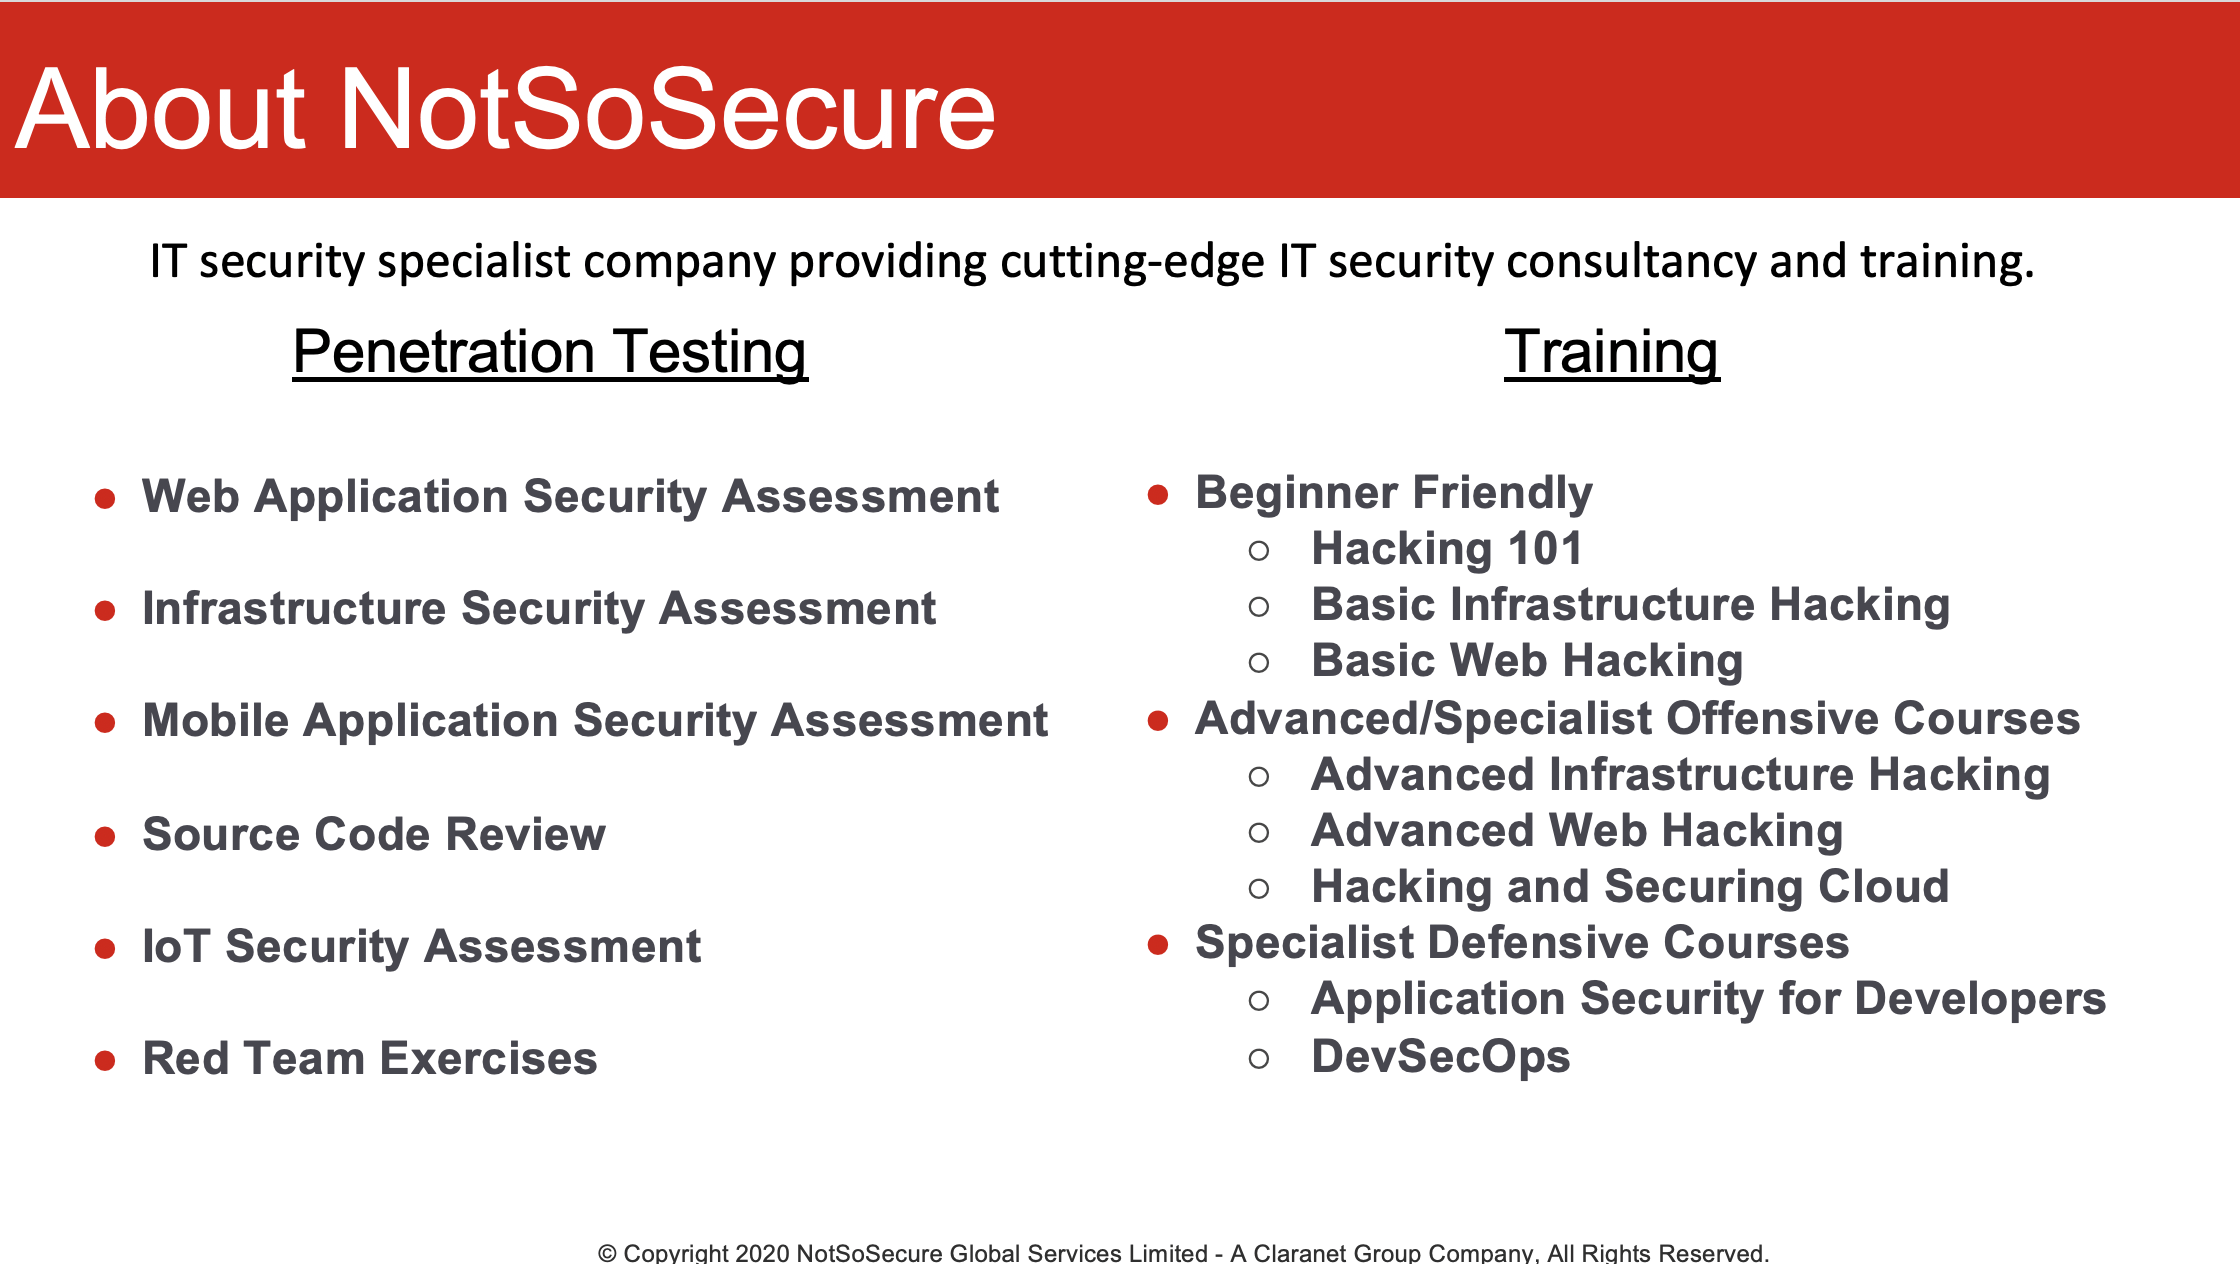 About NotSoSecure
IT security specialist company providing cutting-edge IT security consultancy and training.
Penetration Testing
● Web Application Security Assessment
● Infrastructure Security Assessment
● Mobile Application Security Assessment
● Source Code Review
● IoT Security Assessment
● Red Team Exercises
Training
● Beginner Friendly
○ Hacking 101
○ Basic Infrastructure Hacking
○ Basic Web Hacking
● Advanced/Specialist Offensive Courses
○ Advanced Infrastructure Hacking
○ Advanced Web Hacking
○ Hacking and Securing Cloud
● Specialist Defensive Courses
○ Application Security for Developers
○ DevSecOps
© Copyright 2020 NotSoSecure Global Services Limited - A Claranet Group Company, All Rights Reserved.